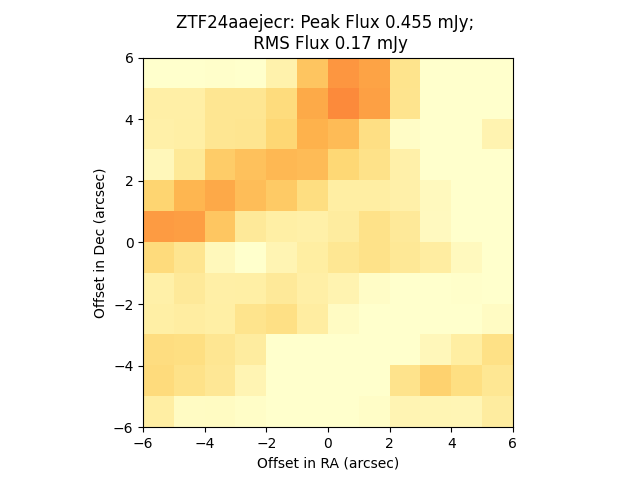 ZTF24aaejecr: Peak Flux 0.455 mJy;
RMS Flux 0.17 mJy
6
4
2
0
−2
−4
−6
Offset in Dec (arcsec)
−6 −4 −2 0 2 4 6
Offset in RA (arcsec)